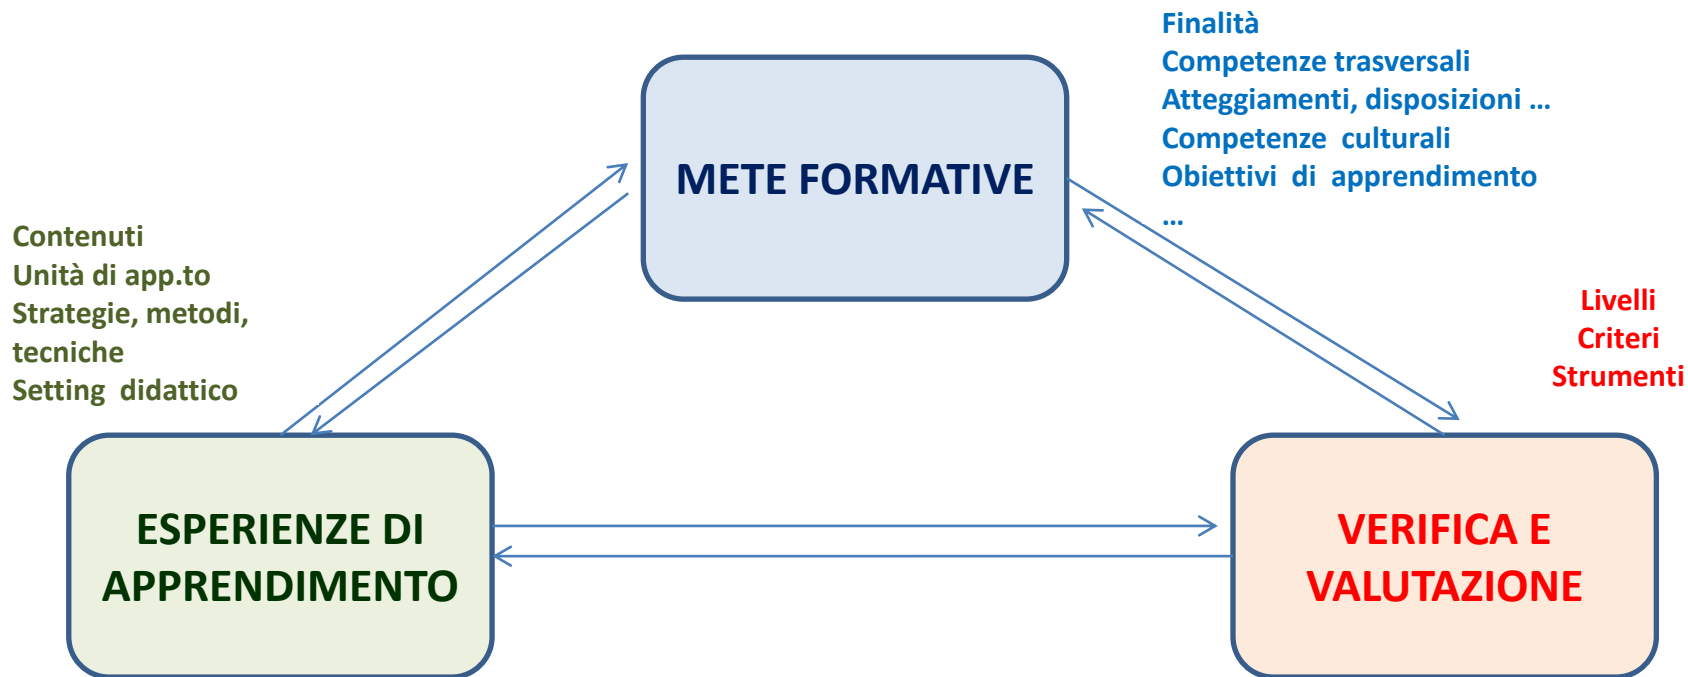 Finalità
Competenze trasversali
Atteggiamenti, disposizioni ...
Competenze culturali
Obiettivi di apprendimento
...
METE FORMATIVE
Contenuti
Unità di app.to
Strategie, metodi,
tecniche
Setting didattico
Livelli
Criteri
Strumenti
ESPERIENZE DI
APPRENDIMENTO
VERIFICA E
VALUTAZIONE